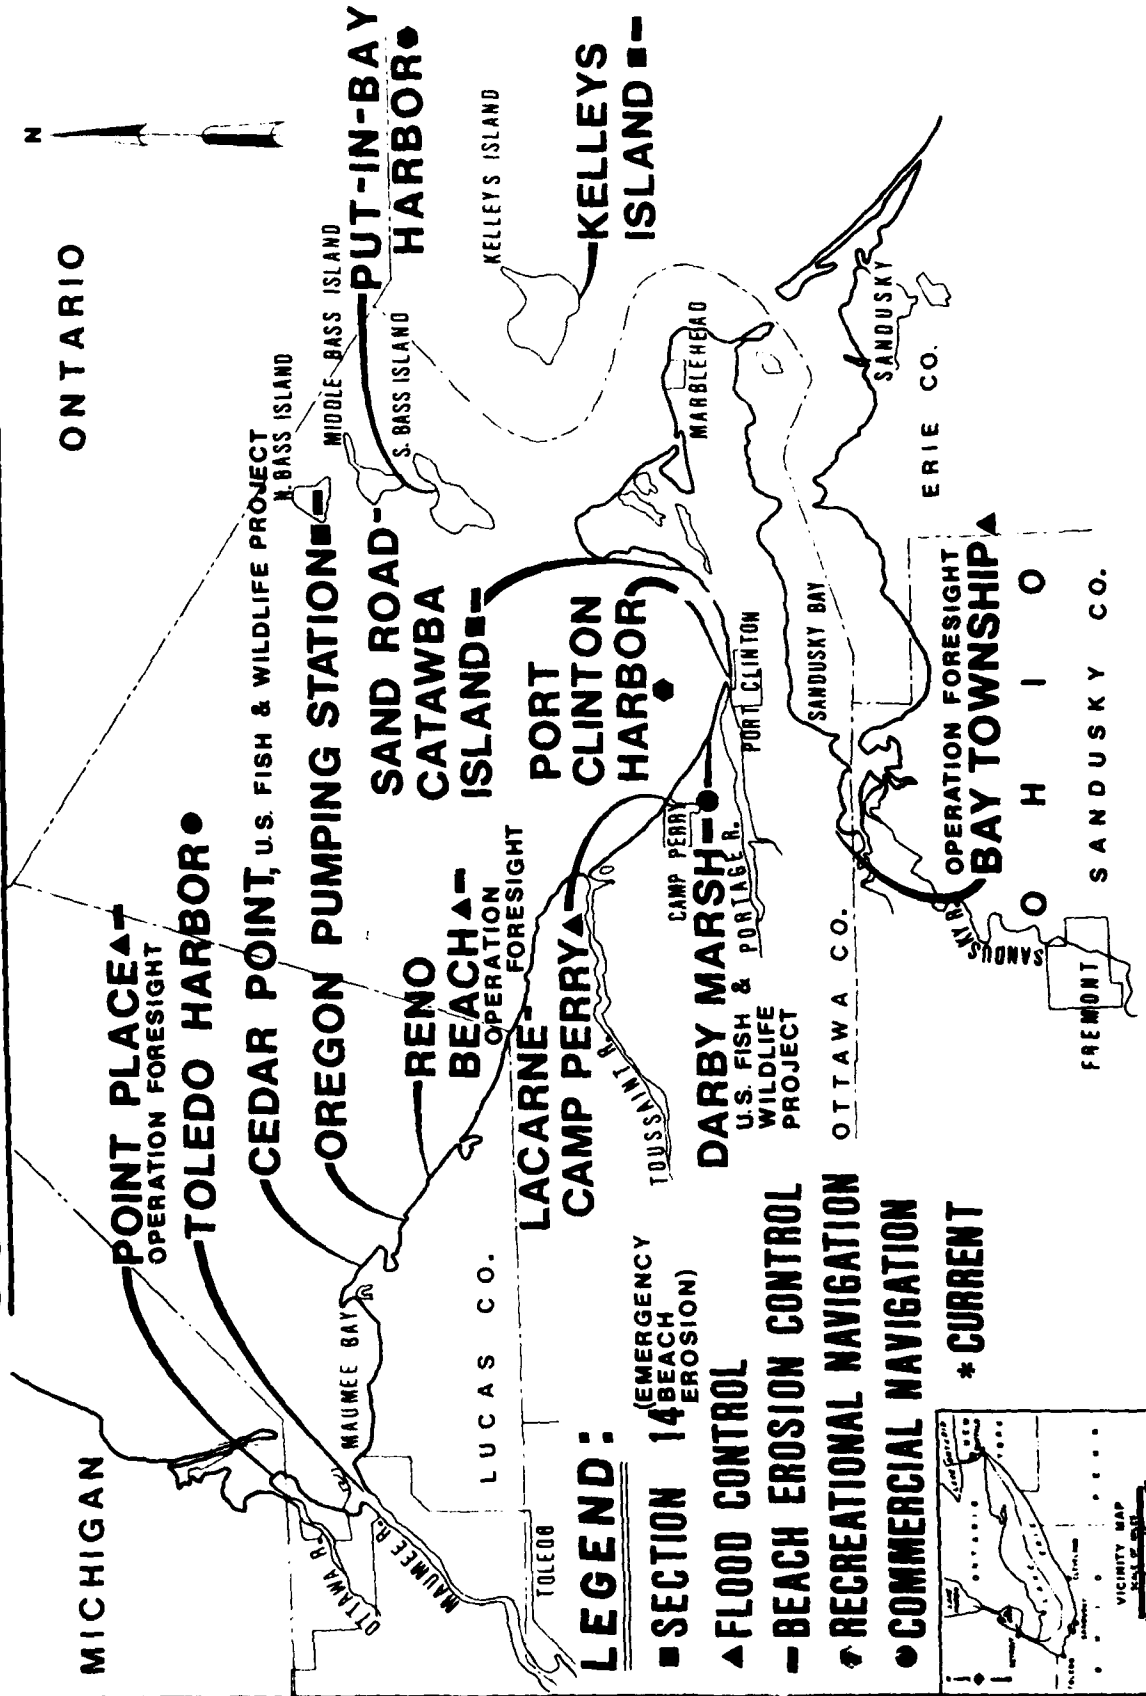 MICHIGAN
ONTARIO
N
POINT PLACE▲━
OPERATION FORESIGHT
TOLEDO HARBOR●
CEDAR POINT, U.S. FISH & WILDLIFE PROJECT
OREGON PUMPING STATION■━
N. BASS ISLAND
MIDDLE BASS ISLAND
S. BASS ISLAND
PUT-IN-BAY
HARBOR●
KELLEYS ISLAND
KELLEYS
ISLAND■━
SAND ROAD-
CATAWBA
ISLAND■━
RENO
BEACH▲━
OPERATION
FORESIGHT
PORT
CLINTON
HARBOR
LACARNE-
CAMP PERRY▲
MAUMEE BAY
OTTAWA R.
MAUMEE R.
TOLEDO
LUCAS CO.
TOUSSAINT R.
CAMP PERRY
DARBY MARSH━
U.S. FISH &
WILDLIFE
PROJECT
PORTAGE R.
PORT CLINTON
MARBLEHEAD
SANDUSKY BAY
SANDUSKY
OTTAWA CO.
ERIE CO.
OPERATION FORESIGHT
BAY TOWNSHIP▲
SANDUSKY R.
OHIO
FREMONT
SANDUSKY CO.
LEGEND:
■ SECTION 14 (EMERGENCY
BEACH
EROSION)
▲ FLOOD CONTROL
━ BEACH EROSION CONTROL
RECREATIONAL NAVIGATION
● COMMERCIAL NAVIGATION
* CURRENT
VICINITY MAP